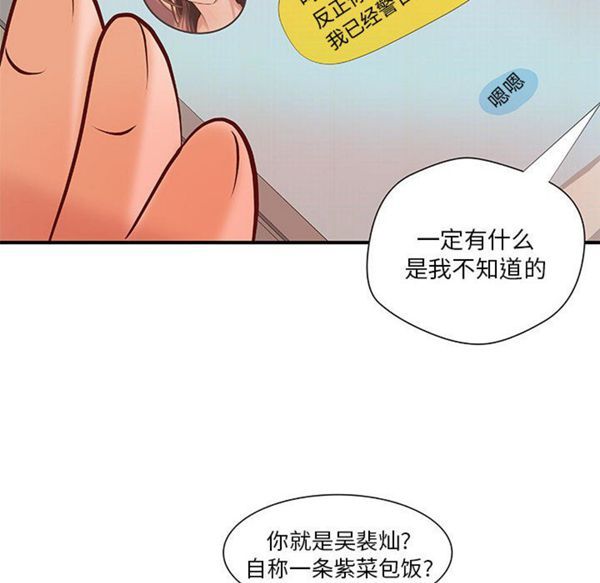 反正你
我已经警告
嗯嗯
一定有什么
是我不知道的
你就是吴裴灿?
自称一条紫菜包饭?